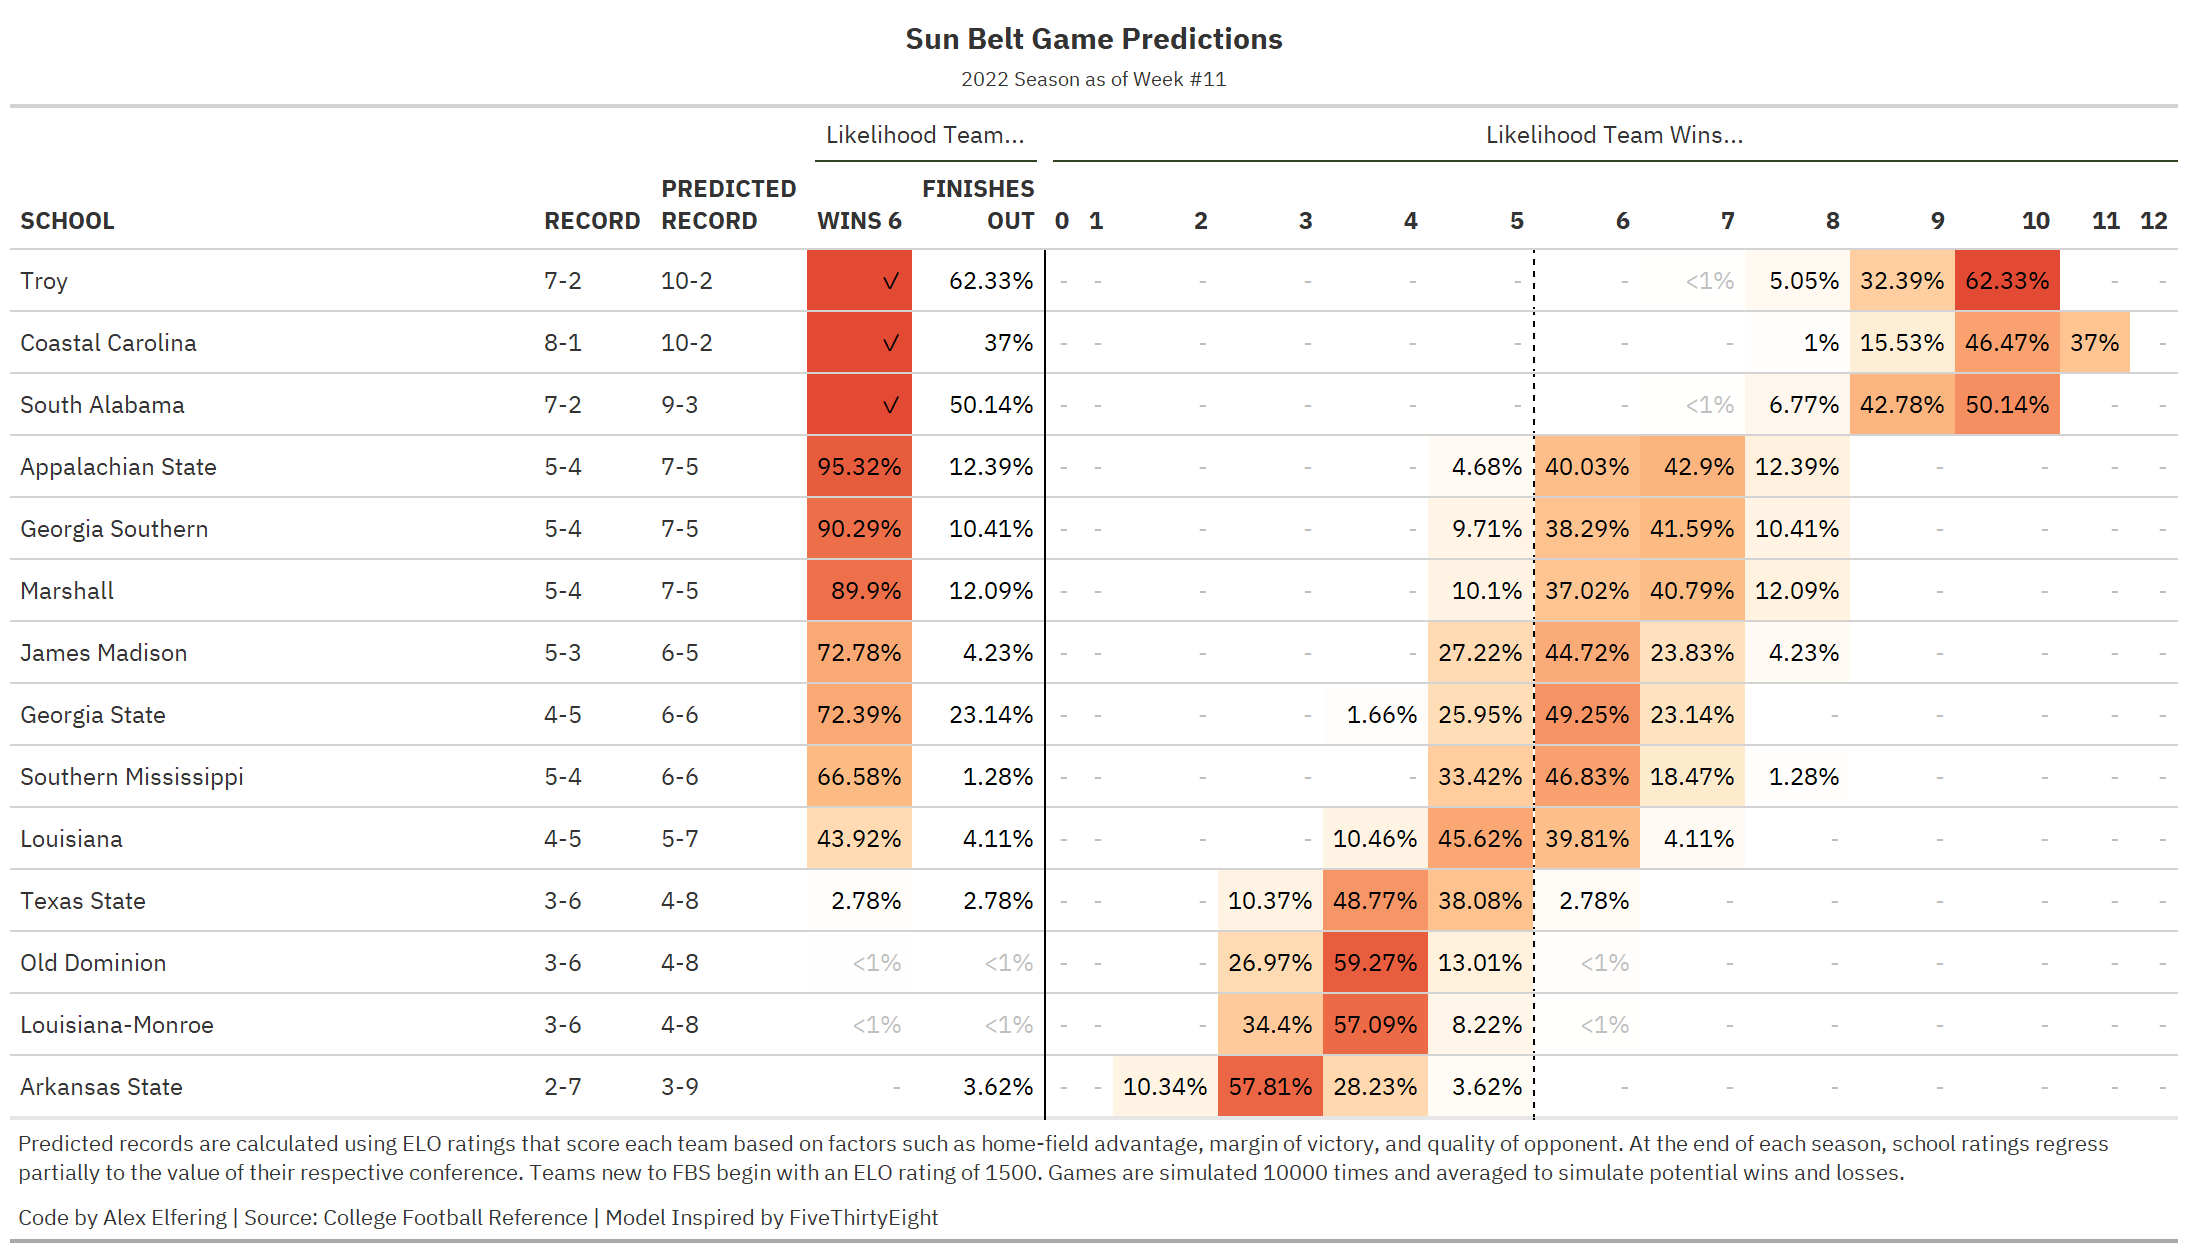 Sun Belt Game Predictions
2022 Season as of Week #11
Likelihood Team... Likelihood Team Wins...
SCHOOL RECORD PREDICTED RECORD WINS 6 FINISHES OUT 0 1 2 3 4 5 6 7 8 9 10 11 12
Troy 7-2 10-2 ✓ 62.33% - - - - - - - <1% 5.05% 32.39% 62.33% - -
Coastal Carolina 8-1 10-2 ✓ 37% - - - - - - - - 1% 15.53% 46.47% 37% -
South Alabama 7-2 9-3 ✓ 50.14% - - - - - - - <1% 6.77% 42.78% 50.14% - -
Appalachian State 5-4 7-5 95.32% 12.39% - - - - - 4.68% 40.03% 42.9% 12.39% - - - -
Georgia Southern 5-4 7-5 90.29% 10.41% - - - - - 9.71% 38.29% 41.59% 10.41% - - - -
Marshall 5-4 7-5 89.9% 12.09% - - - - - 10.1% 37.02% 40.79% 12.09% - - - -
James Madison 5-3 6-5 72.78% 4.23% - - - - - 27.22% 44.72% 23.83% 4.23% - - - -
Georgia State 4-5 6-6 72.39% 23.14% - - - - 1.66% 25.95% 49.25% 23.14% - - - - -
Southern Mississippi 5-4 6-6 66.58% 1.28% - - - - - 33.42% 46.83% 18.47% 1.28% - - - -
Louisiana 4-5 5-7 43.92% 4.11% - - - - 10.46% 45.62% 39.81% 4.11% - - - - -
Texas State 3-6 4-8 2.78% 2.78% - - - 10.37% 48.77% 38.08% 2.78% - - - - - -
Old Dominion 3-6 4-8 <1% <1% - - - 26.97% 59.27% 13.01% <1% - - - - - -
Louisiana-Monroe 3-6 4-8 <1% <1% - - - 34.4% 57.09% 8.22% <1% - - - - - -
Arkansas State 2-7 3-9 - 3.62% - - 10.34% 57.81% 28.23% 3.62% - - - - - - -
Predicted records are calculated using ELO ratings that score each team based on factors such as home-field advantage, margin of victory, and quality of opponent. At the end of each season, school ratings regress
partially to the value of their respective conference. Teams new to FBS begin with an ELO rating of 1500. Games are simulated 10000 times and averaged to simulate potential wins and losses.
Code by Alex Elfering | Source: College Football Reference | Model Inspired by FiveThirtyEight